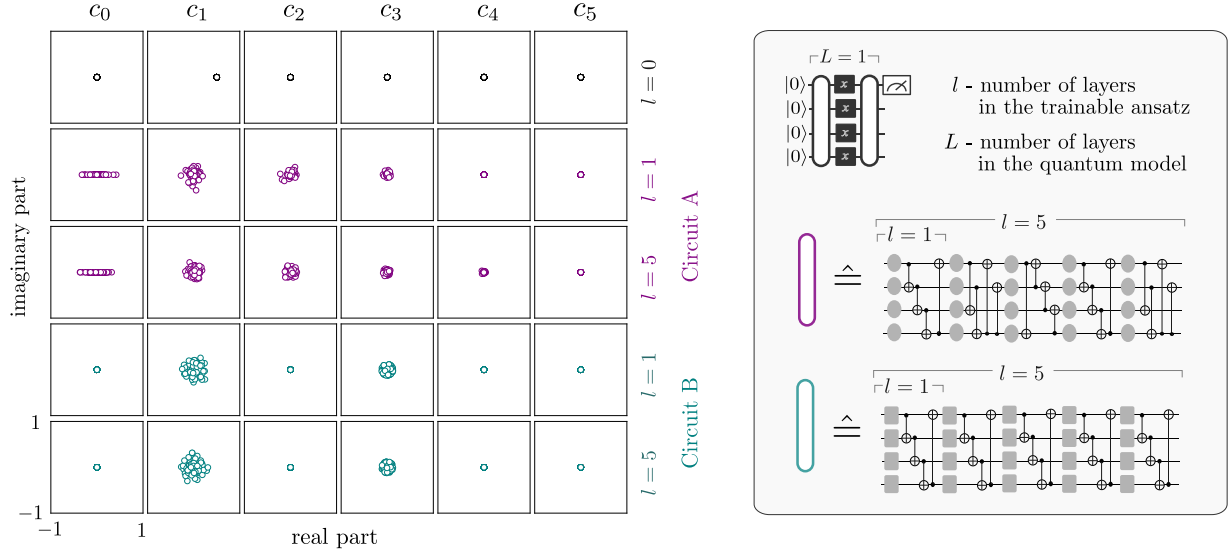 c₀ c₁ c₂ c₃ c₄ c₅
l = 0
l = 1
l = 5
Circuit A
l = 1
l = 5
Circuit B
imaginary part
1
−1
−1 1
real part
L = 1
|0⟩ x
|0⟩ x
|0⟩ x
|0⟩ x
l - number of layers
in the trainable ansatz
L - number of layers
in the quantum model
l = 5
l = 1
≙
l = 5
l = 1
≙